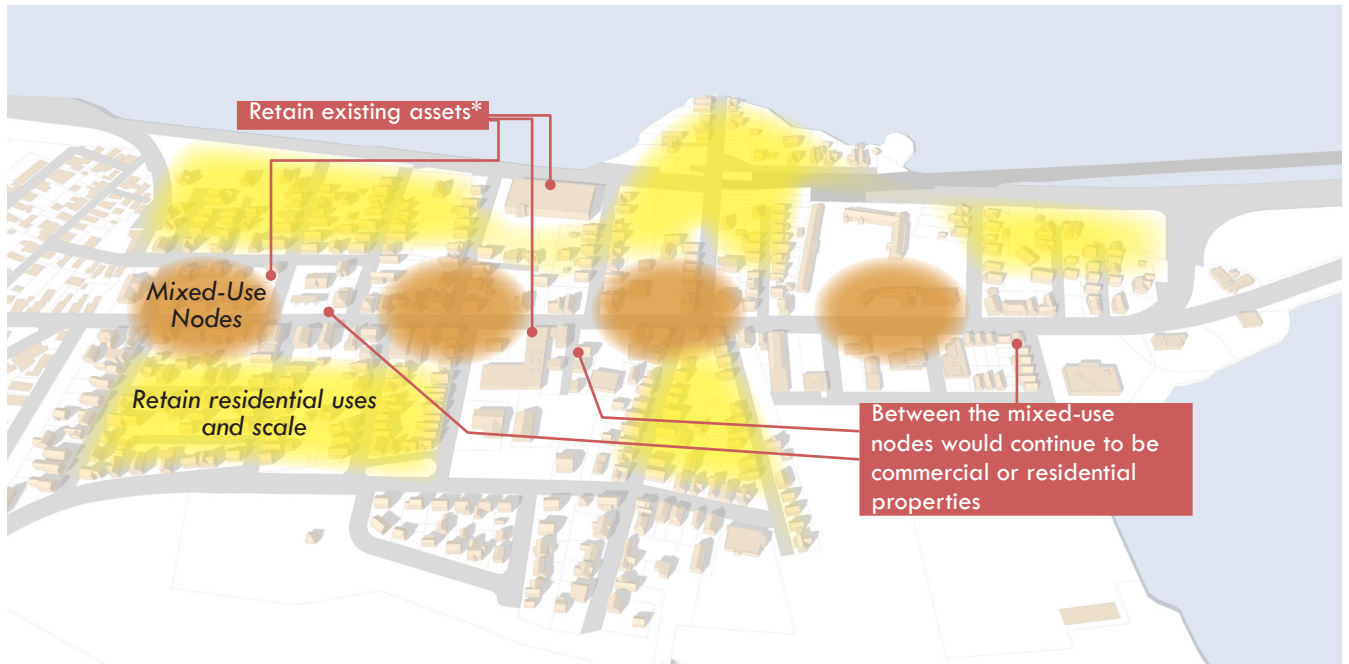 Retain existing assets*
Mixed-Use
Nodes
Retain residential uses
and scale
Between the mixed-use
nodes would continue to be
commercial or residential
properties